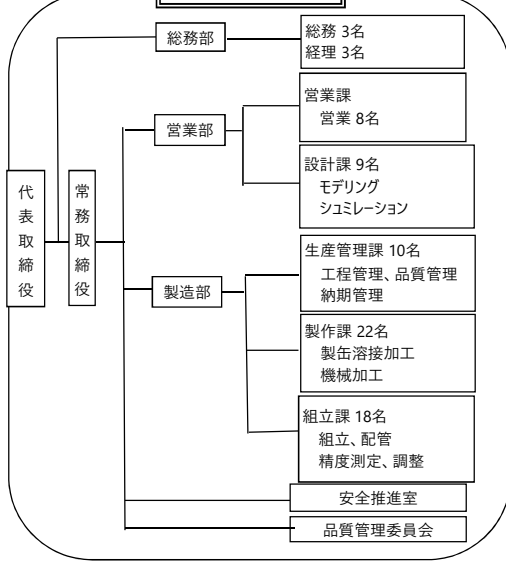 総務部
総務 3名
経理 3名
営業部
営業課
営業 8名
設計課 9名
モデリング
シュミレーション
代表取締役
常務取締役
製造部
生産管理課 10名
工程管理、品質管理
納期管理
製作課 22名
製缶溶接加工
機械加工
組立課 18名
組立、配管
精度測定、調整
安全推進室
品質管理委員会